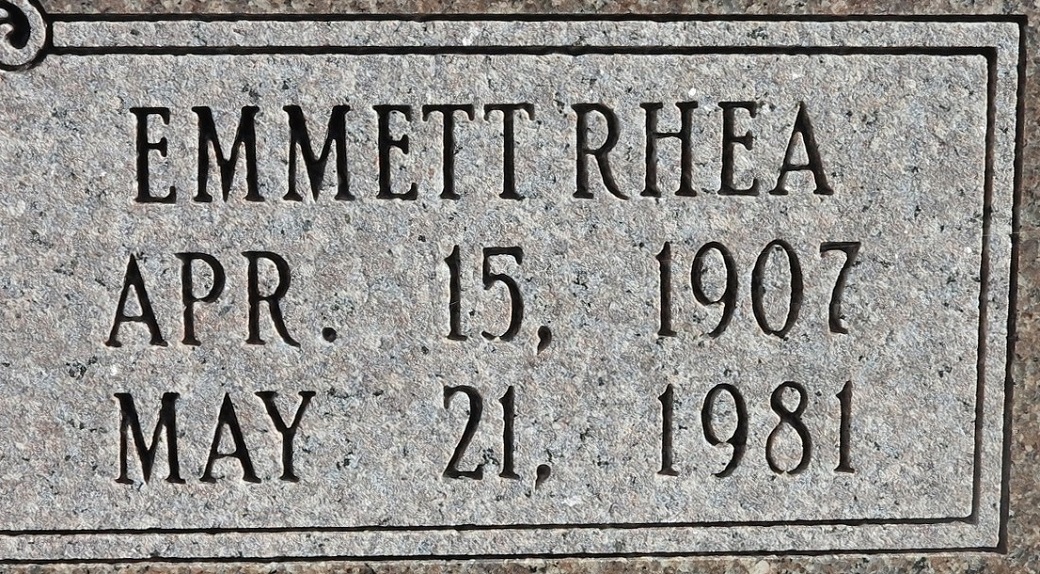 EMMETT RHEA
APR. 15, 1907
MAY 21, 1981